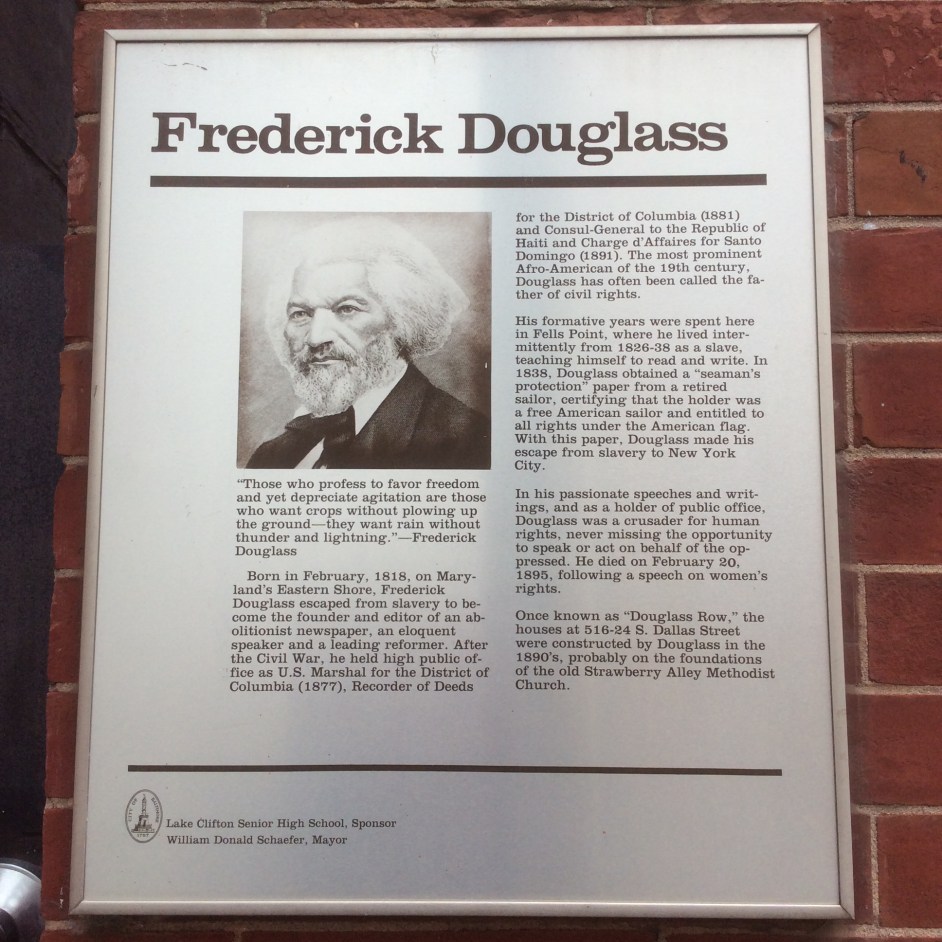 Frederick Douglass
“Those who profess to favor freedom
and yet depreciate agitation are those
who want crops without plowing up
the ground—they want rain without
thunder and lightning.”—Frederick
Douglass
Born in February, 1818, on Mary-
land's Eastern Shore, Frederick
Douglass escaped from slavery to be-
come the founder and editor of an ab-
olitionist newspaper, an eloquent
speaker and a leading reformer. After
the Civil War, he held high public of-
fice as U.S. Marshal for the District of
Columbia (1877), Recorder of Deeds
for the District of Columbia (1881)
and Consul-General to the Republic of
Haiti and Charge d'Affaires for Santo
Domingo (1891). The most prominent
Afro-American of the 19th century,
Douglass has often been called the fa-
ther of civil rights.
His formative years were spent here
in Fells Point, where he lived inter-
mittently from 1826-38 as a slave,
teaching himself to read and write. In
1838, Douglass obtained a “seaman's
protection” paper from a retired
sailor, certifying that the holder was
a free American sailor and entitled to
all rights under the American flag.
With this paper, Douglass made his
escape from slavery to New York
City.
In his passionate speeches and writ-
ings, and as a holder of public office,
Douglass was a crusader for human
rights, never missing the opportunity
to speak or act on behalf of the op-
pressed. He died on February 20,
1895, following a speech on women's
rights.
Once known as “Douglass Row,” the
houses at 516-24 S. Dallas Street
were constructed by Douglass in the
1890's, probably on the foundations
of the old Strawberry Alley Methodist
Church.
CITY OF BALTIMORE
1797
Lake Clifton Senior High School, Sponsor
William Donald Schaefer, Mayor